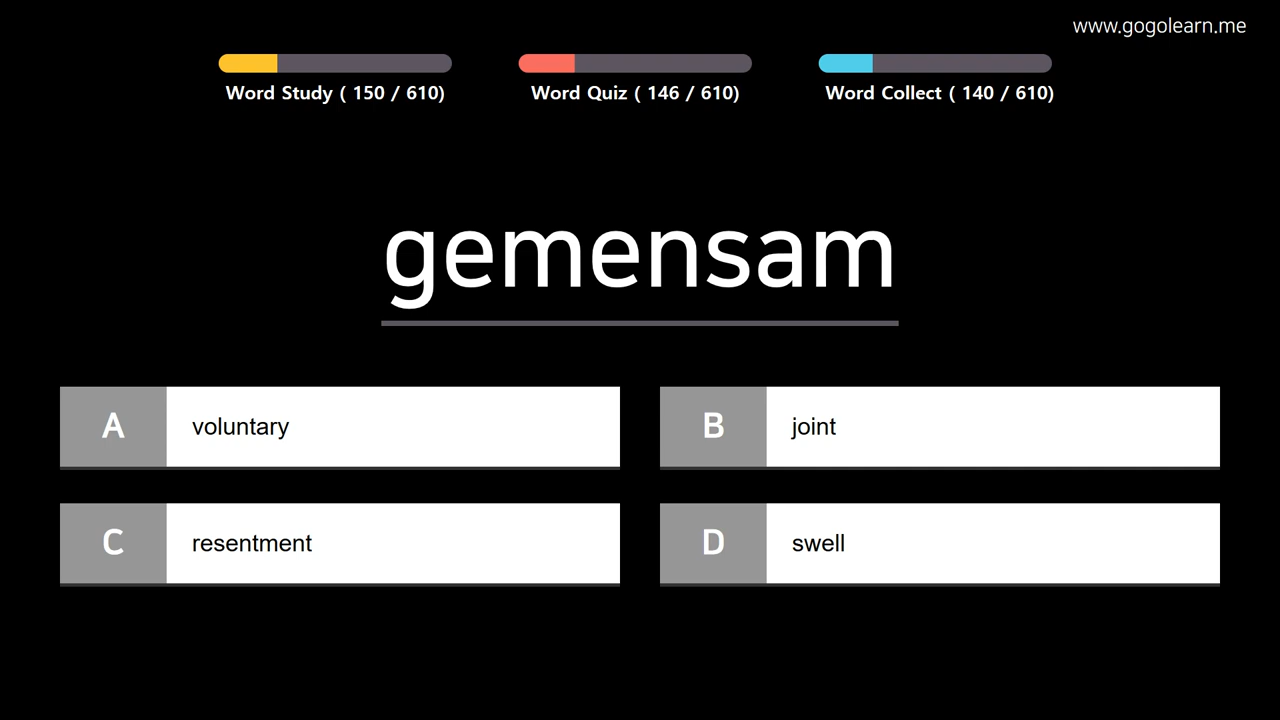 www.gogolearn.me
Word Study ( 150 / 610)
Word Quiz ( 146 / 610)
Word Collect ( 140 / 610)
gemensam
A voluntary
B joint
C resentment
D swell